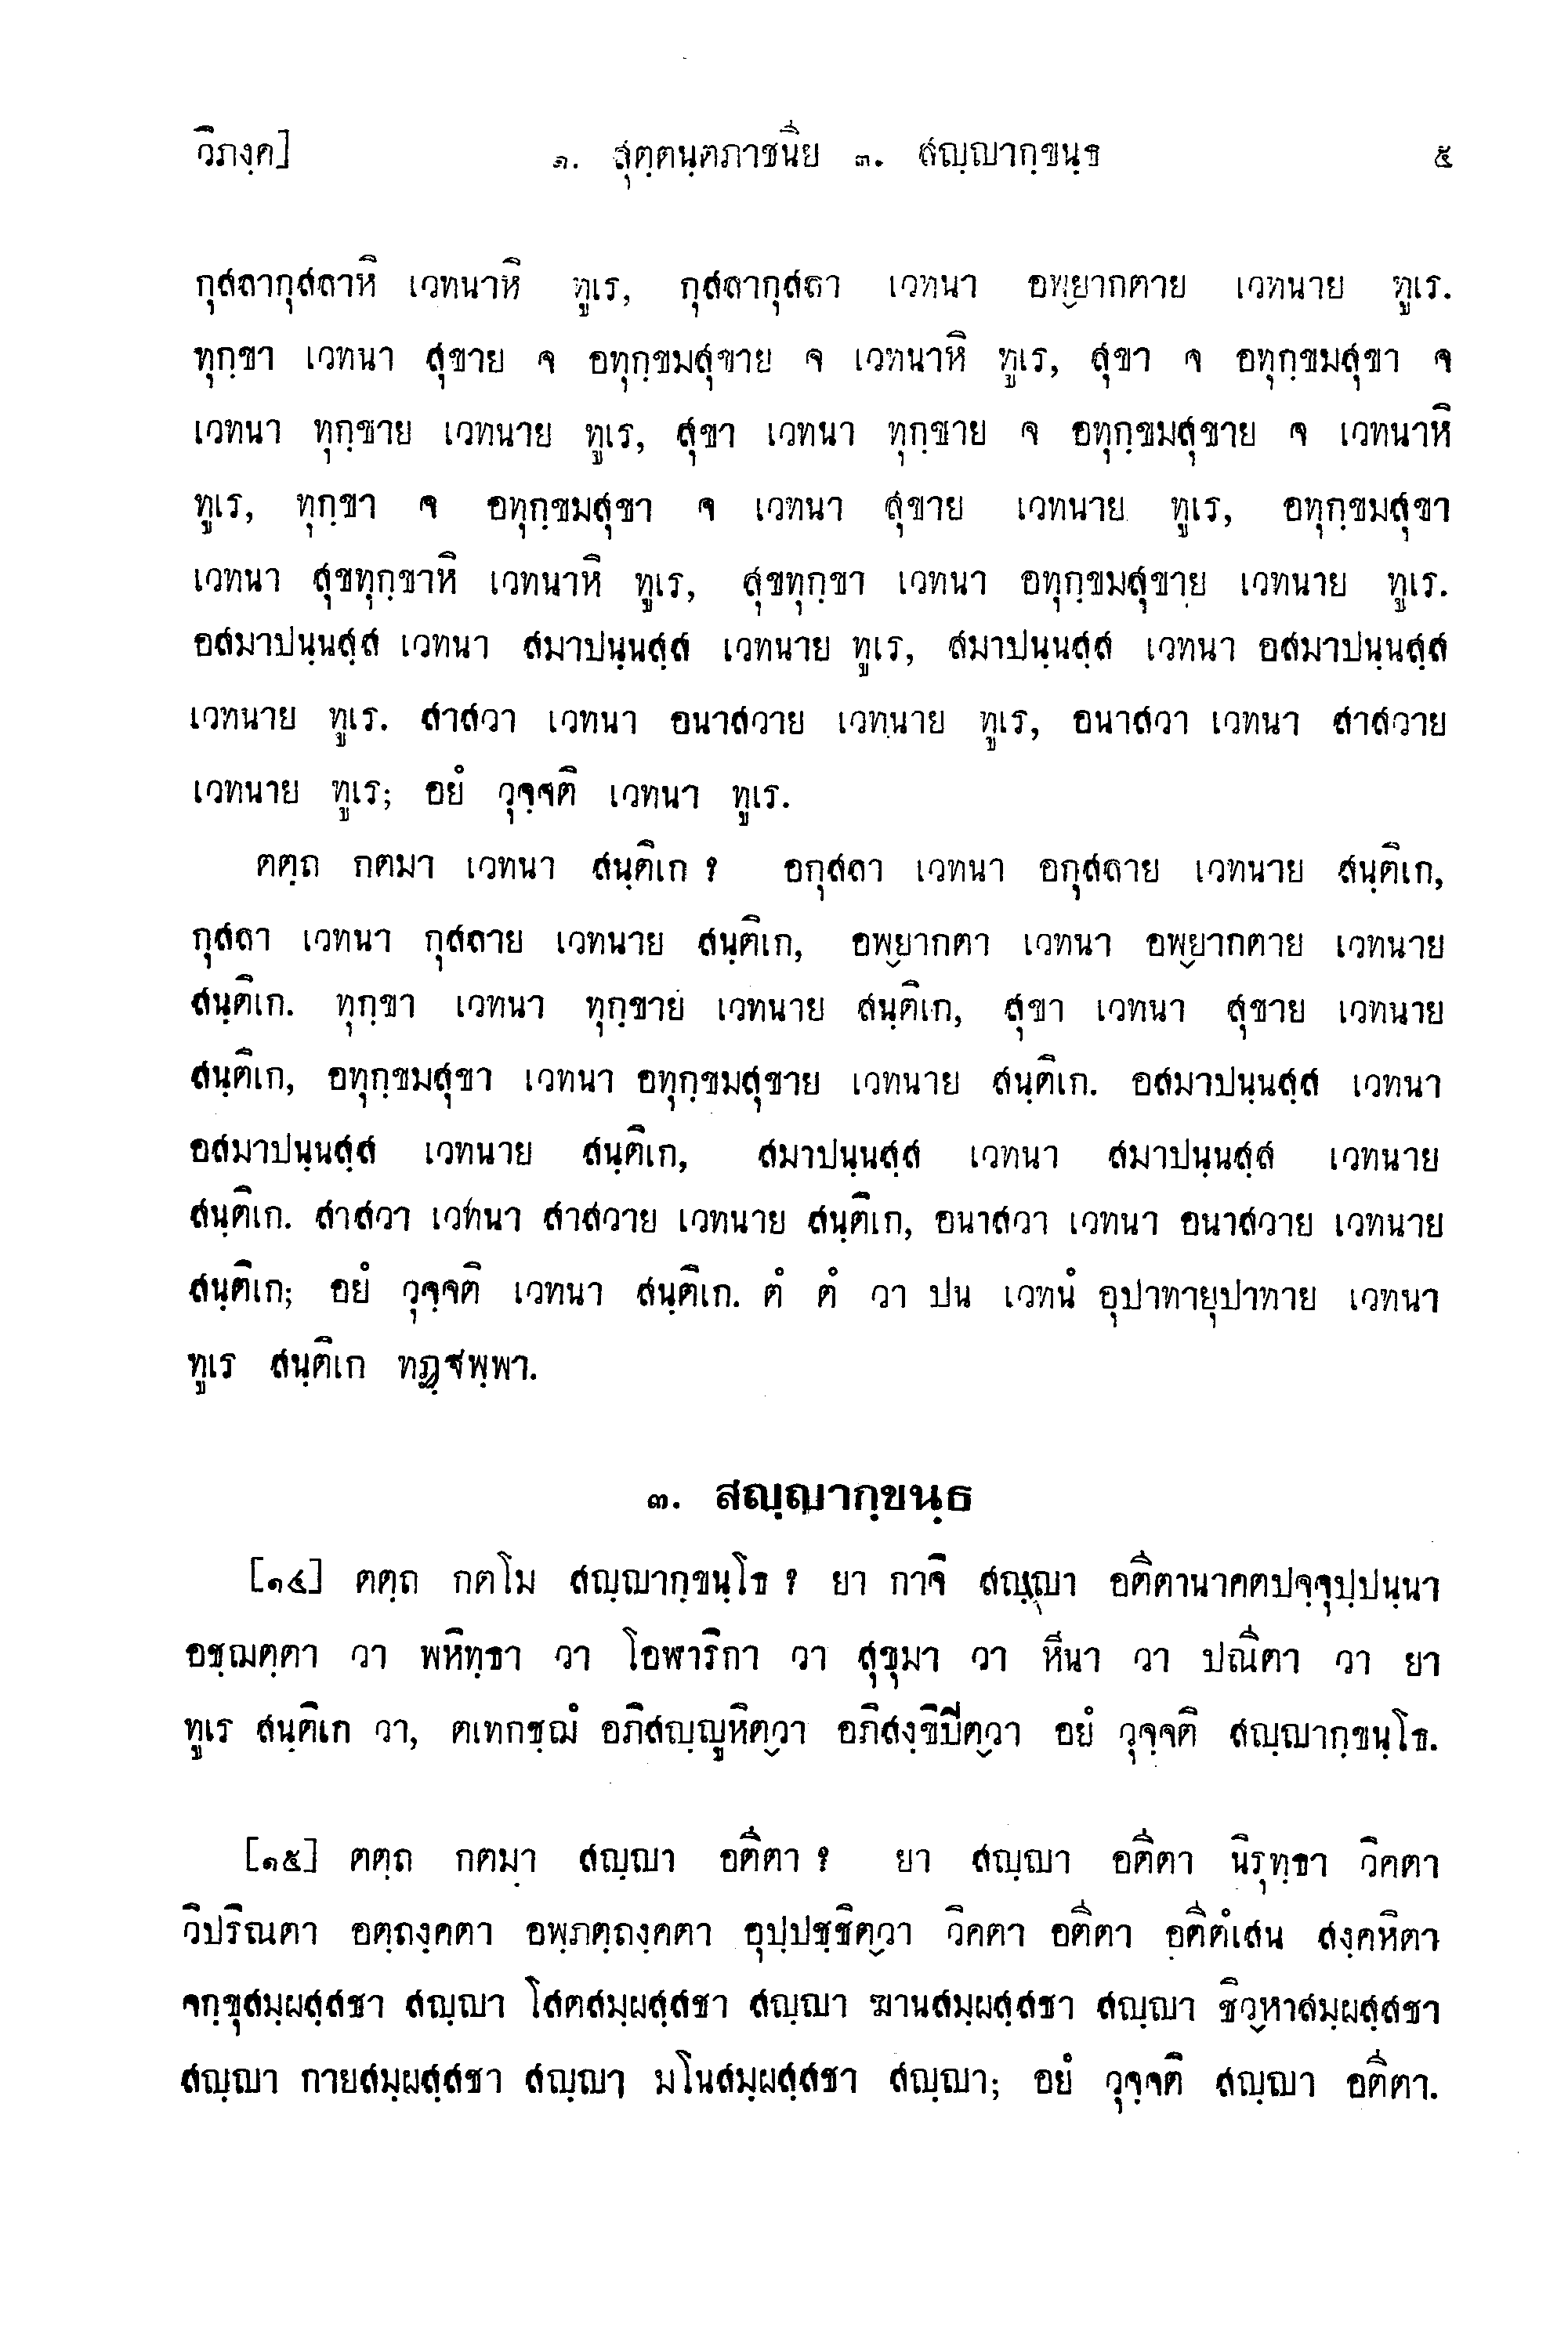 วิภงฺค]		๑. สุตฺตนฺตภาชนีย ๓. สญฺญากฺขนฺธ		๕
กุสลากุสลาหิ เวทนาหิ ทูเร, กุสลากุสลา เวทนา อพฺยากตาย เวทนาย ทูเร.
ทุกฺขา เวทนา สุขาย จ อทุกฺขมสุขาย จ เวทนาหิ ทูเร, สุขา จ อทุกฺขมสุขา จ
เวทนา ทุกฺขาย เวทนาย ทูเร, สุขา เวทนา ทุกฺขาย จ อทุกฺขมสุขาย จ เวทนาหิ
ทูเร, ทุกฺขา จ อทุกฺขมสุขา จ เวทนา สุขาย เวทนาย ทูเร, อทุกฺขมสุขา
เวทนา สุขทุกฺขาหิ เวทนาหิ ทูเร, สุขทุกฺขา เวทนา อทุกฺขมสุขาย เวทนาย ทูเร.
อสมาปนฺนสฺส เวทนา สมาปนฺนสฺส เวทนาย ทูเร, สมาปนฺนสฺส เวทนา อสมาปนฺนสฺส
เวทนาย ทูเร. สาสวา เวทนา อนาสวาย เวทนาย ทูเร, อนาสวา เวทนา สาสวาย
เวทนาย ทูเร; อยํ วุจฺจติ เวทนา ทูเร.
ตตฺถ กตมา เวทนา สนฺติเก ? อกุสลา เวทนา อกุสลาย เวทนาย สนฺติเก,
กุสลา เวทนา กุสลาย เวทนาย สนฺติเก, อพฺยากตา เวทนา อพฺยากตาย เวทนาย
สนฺติเก. ทุกฺขา เวทนา ทุกฺขาย เวทนาย สนฺติเก, สุขา เวทนา สุขาย เวทนาย
สนฺติเก, อทุกฺขมสุขา เวทนา อทุกฺขมสุขาย เวทนาย สนฺติเก. อสมาปนฺนสฺส เวทนา
อสมาปนฺนสฺส เวทนาย สนฺติเก, สมาปนฺนสฺส เวทนา สมาปนฺนสฺส เวทนาย
สนฺติเก. สาสวา เวทนา สาสวาย เวทนาย สนฺติเก, อนาสวา เวทนา อนาสวาย เวทนาย
สนฺติเก; อยํ วุจฺจติ เวทนา สนฺติเก. ตํ ตํ วา ปน เวทนํ อุปาทายุปาทาย เวทนา
ทูเร สนฺติเก ทฏฺฐพฺพา.
๓. สญฺญากฺขนฺธ
[๑๔] ตตฺถ กตโม สญฺญากฺขนฺโธ ? ยา กาจิ สญฺญา อตีตานาคตปจฺจุปฺปนฺนา
อชฺฌตฺตา วา พหิทฺธา วา โอฬาริกา วา สุขุมา วา หีนา วา ปณีตา วา ยา
ทูเร สนฺติเก วา, ตเทกชฺฌํ อภิสญฺญูหิตฺวา อภิสงฺขิปีตฺวา อยํ วุจฺจติ สญฺญากฺขนฺโธ.
[๑๕] ตตฺถ กตมา สญฺญา อตีตา ? ยา สญฺญา อตีตา นิรุทฺธา วิคตา
วิปริณตา อตฺถงฺคตา อพฺภตฺถงฺคตา อุปฺปชฺชิตฺวา วิคตา อตีตา อตีตํเสน สงฺคหิตา
จกฺขุสมฺผสฺสชา สญฺญา โสตสมฺผสฺสชา สญฺญา ฆานสมฺผสฺสชา สญฺญา ชิวฺหาสมฺผสฺสชา
สญฺญา กายสมฺผสฺสชา สญฺญา มโนสมฺผสฺสชา สญฺญา; อยํ วุจฺจติ สญฺญา อตีตา.